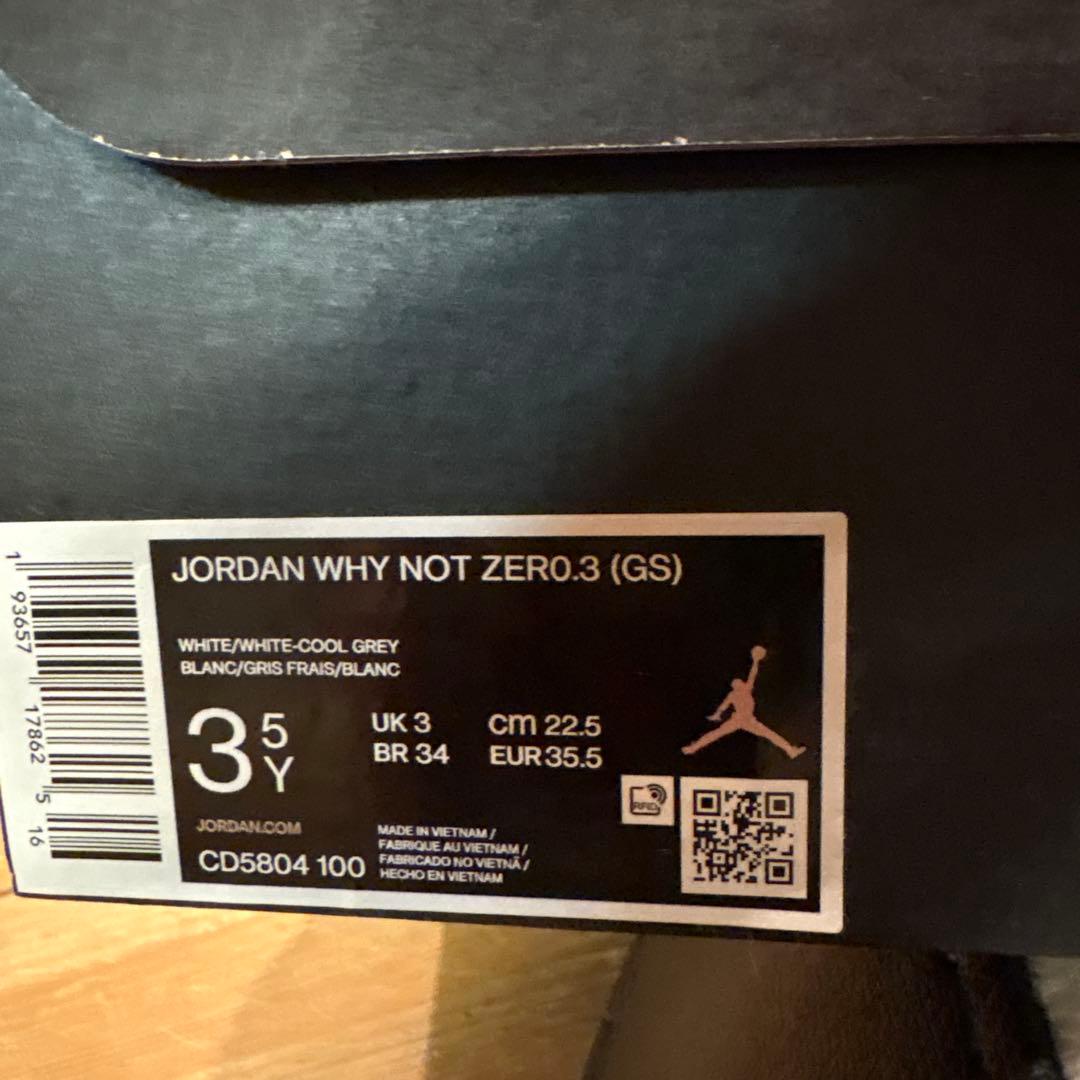 JORDAN WHY NOT ZER0.3 (GS)
WHITE/WHITE-COOL GREY
BLANC/GRIS FRAIS/BLANC
3 5 Y
UK 3
BR 34
cm 22.5
EUR 35.5
RFID
JORDAN.COM
CD5804 100
MADE IN VIETNAM /
FABRIQUE AU VIETNAM /
FABRICADO NO VIETNÃ /
HECHO EN VIETNAM
1 93657 17862 5 16